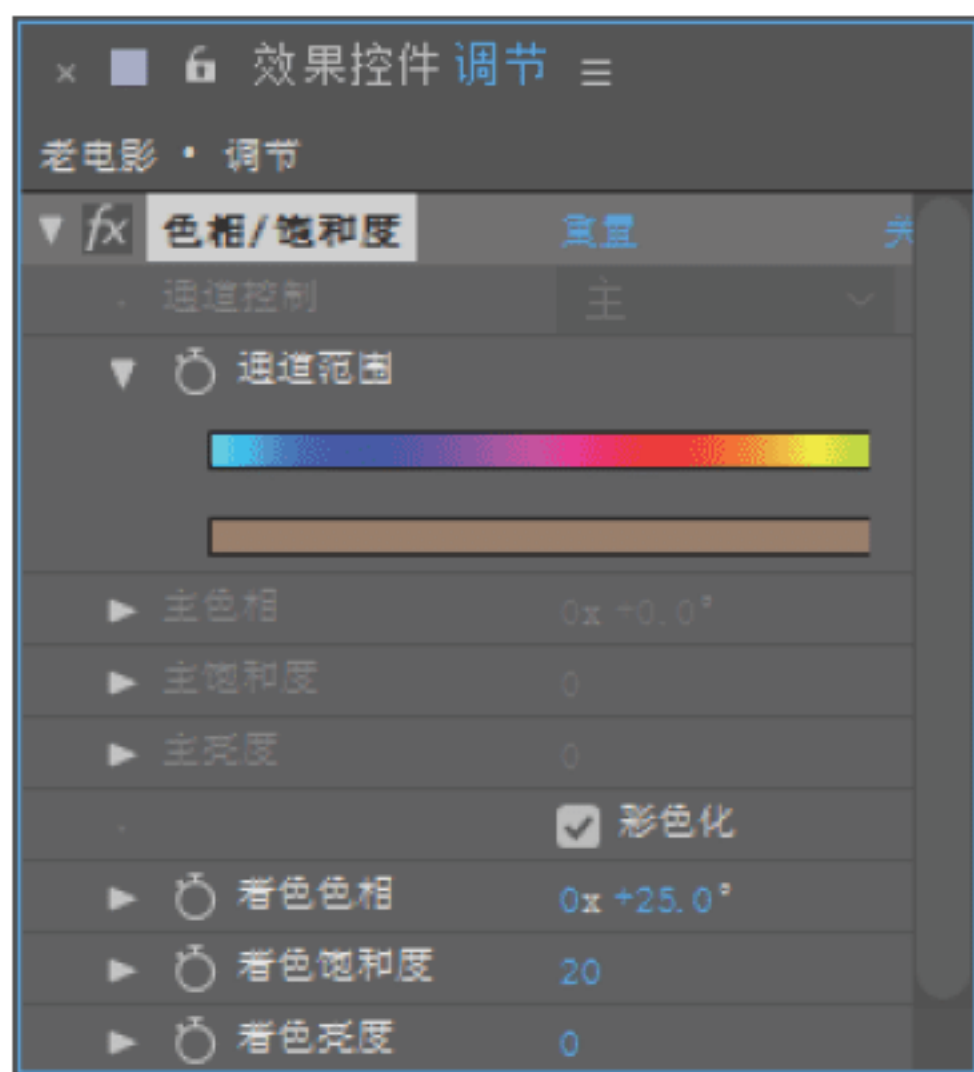 × 效果控件 调节 ≡
老电影 • 调节
fx 色相/饱和度 重置 关
通道控制 主
通道范围
主色相 0x +0.0°
主饱和度 0
主亮度 0
彩色化
着色色相 0x +25.0°
着色饱和度 20
着色亮度 0